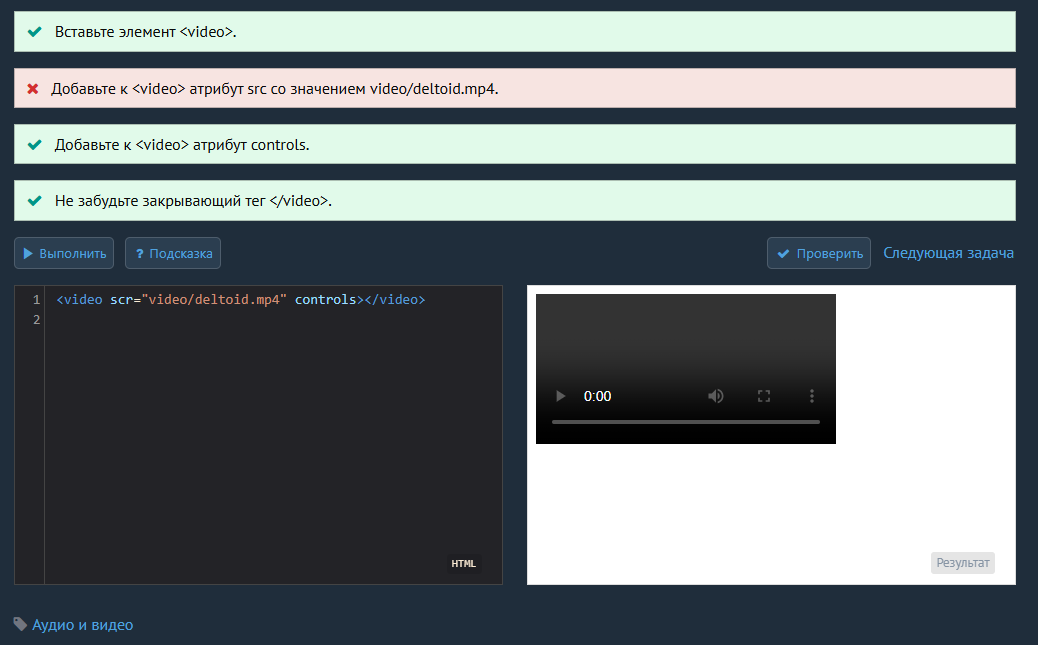 Вставьте элемент <video>.
Добавьте к <video> атрибут src со значением video/deltoid.mp4.
Добавьте к <video> атрибут controls.
Не забудьте закрывающий тег </video>.
Выполнить ? Подсказка Проверить Следующая задача
1 <video scr="video/deltoid.mp4" controls></video>
2
0:00
HTML
Результат
Аудио и видео